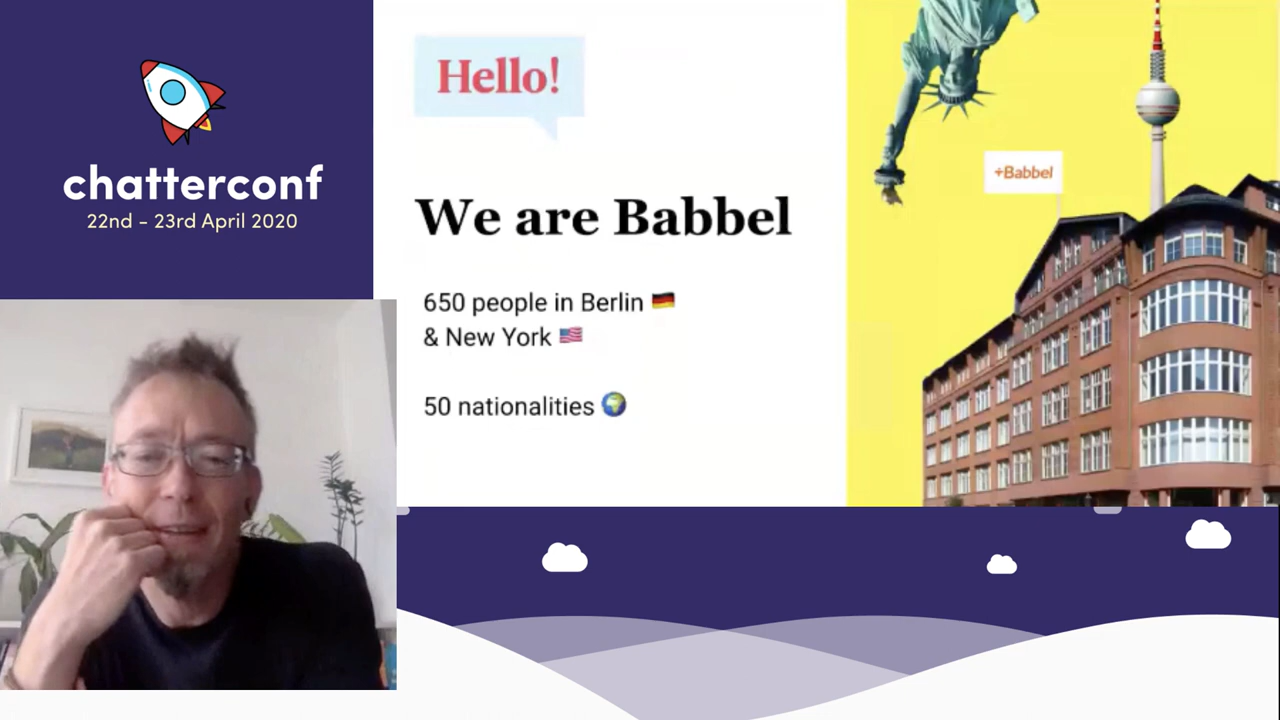 chatterconf
22nd - 23rd April 2020
Hello!
We are Babbel
650 people in Berlin 🇩🇪
& New York 🇺🇸
50 nationalities 🌍
+Babbel